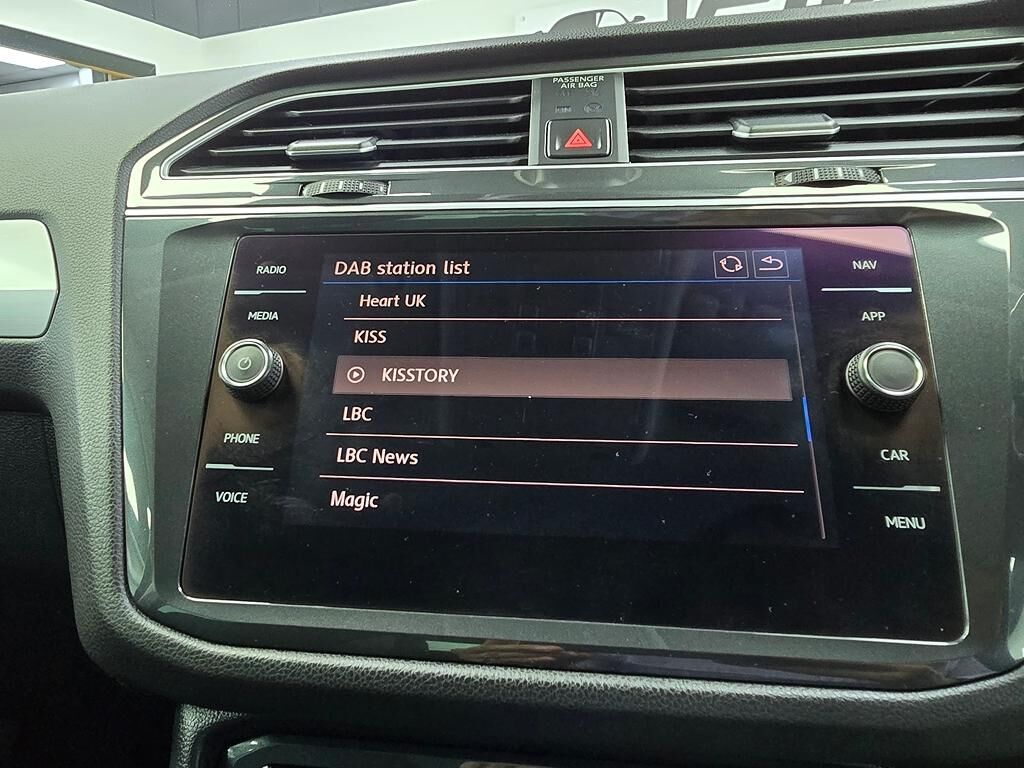 PASSENGER
AIR BAG
RADIO
MEDIA
PHONE
VOICE
DAB station list
Heart UK
KISS
KISSTORY
LBC
LBC News
Magic
NAV
APP
CAR
MENU